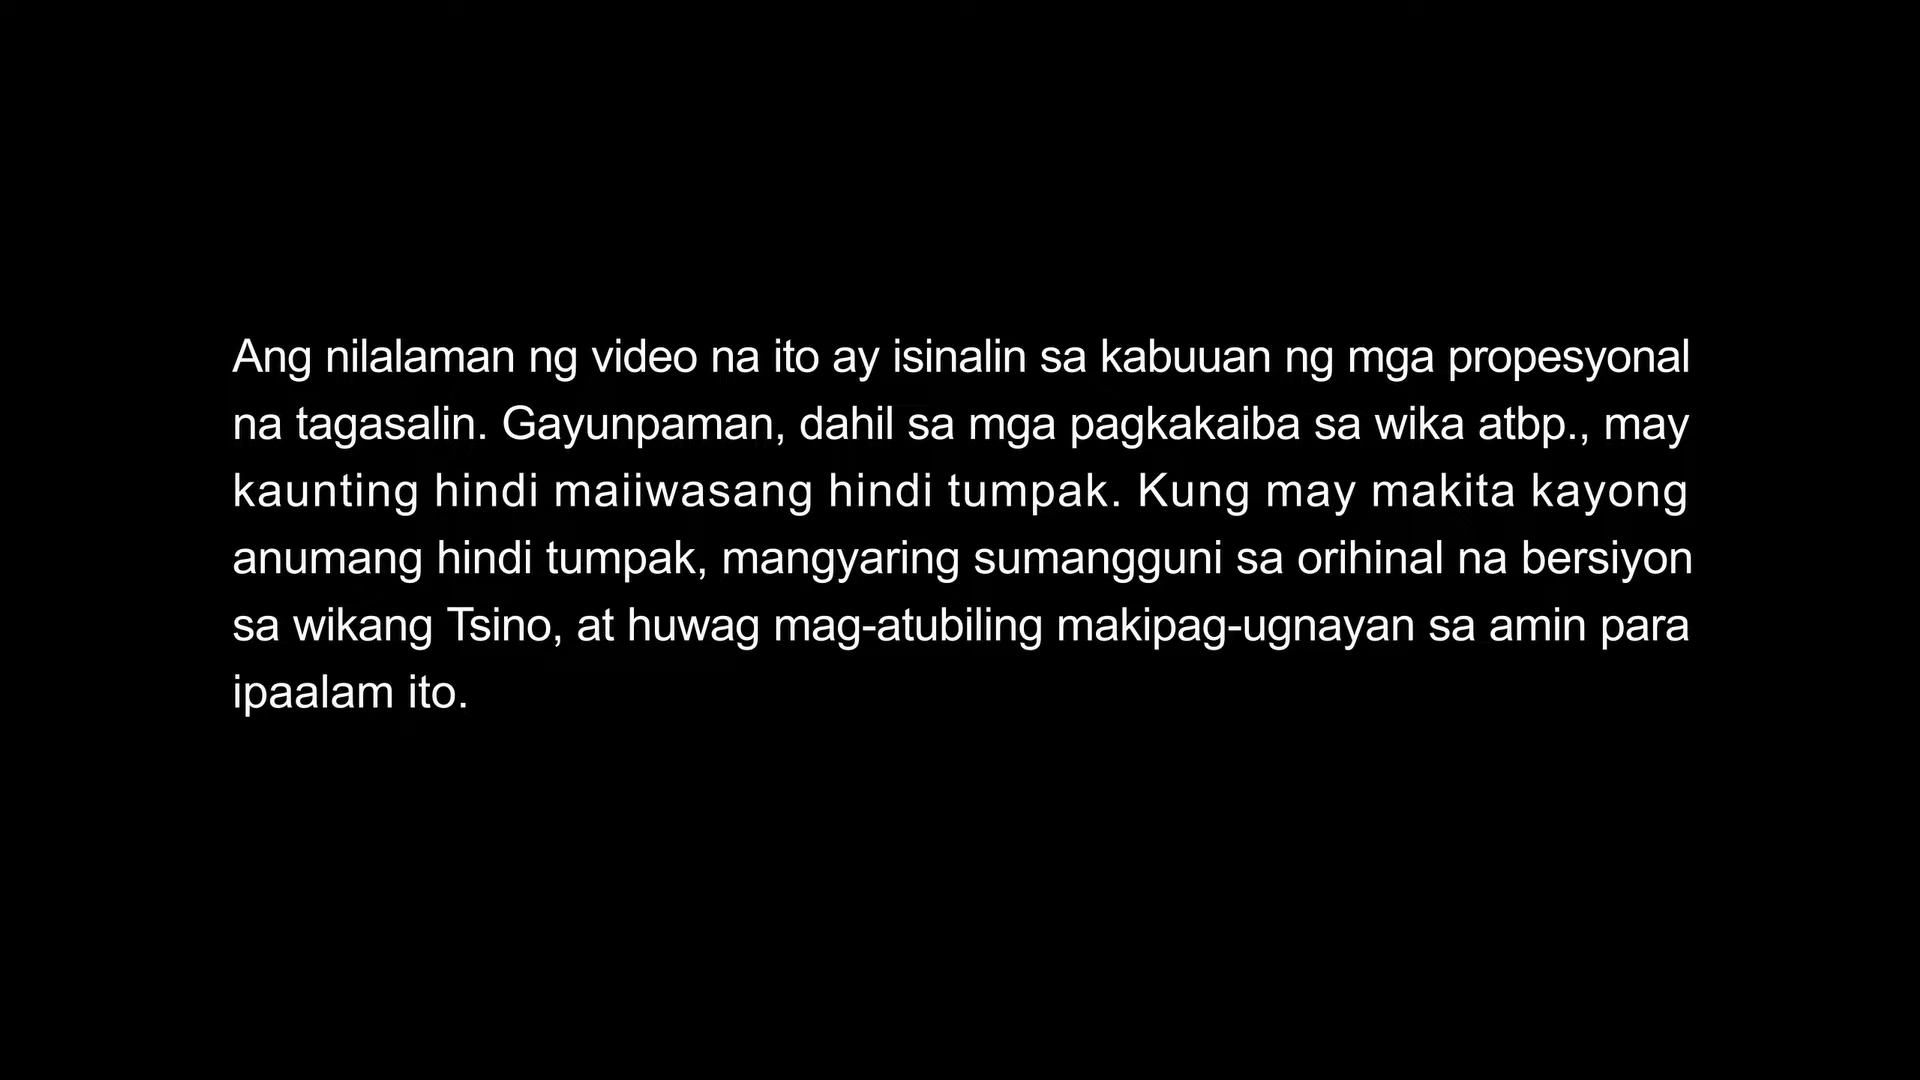 Ang nilalaman ng video na ito ay isinalin sa kabuuan ng mga propesyonal
na tagasalin. Gayunpaman, dahil sa mga pagkakaiba sa wika atbp., may
kaunting hindi maiiwasang hindi tumpak. Kung may makita kayong
anumang hindi tumpak, mangyaring sumangguni sa orihinal na bersiyon
sa wikang Tsino, at huwag mag-atubiling makipag-ugnayan sa amin para
ipaalam ito.